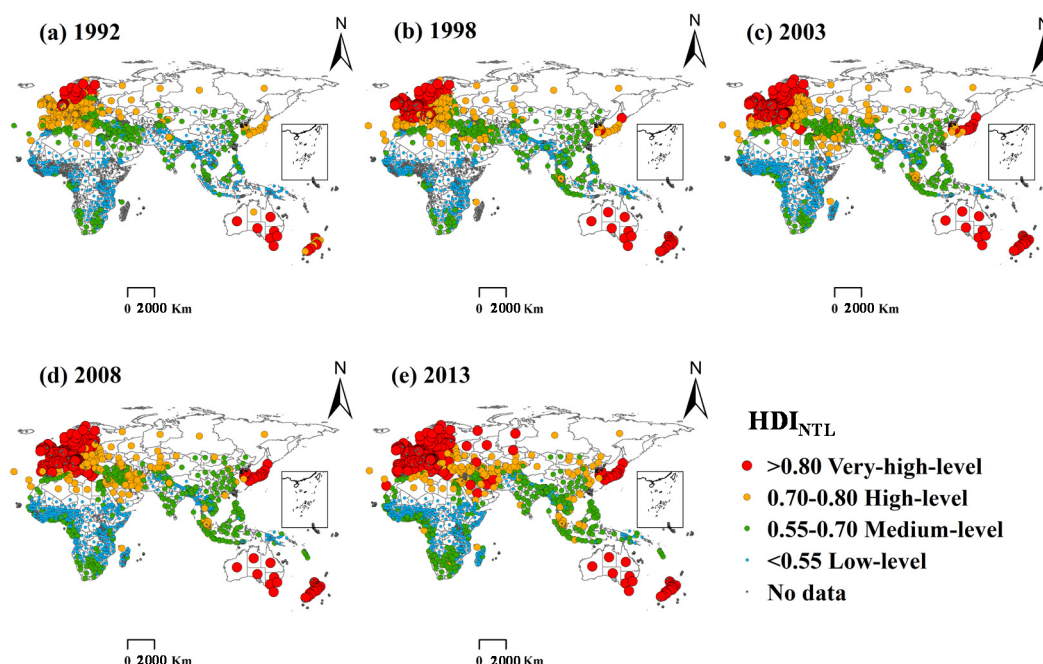 (a) 1992
N
(b) 1998
N
(c) 2003
N
0 2000 Km
0 2000 Km
0 2000 Km
(d) 2008
N
(e) 2013
N
0 2000 Km
0 2000 Km
HDI_NTL
>0.80 Very-high-level
0.70-0.80 High-level
0.55-0.70 Medium-level
<0.55 Low-level
No data